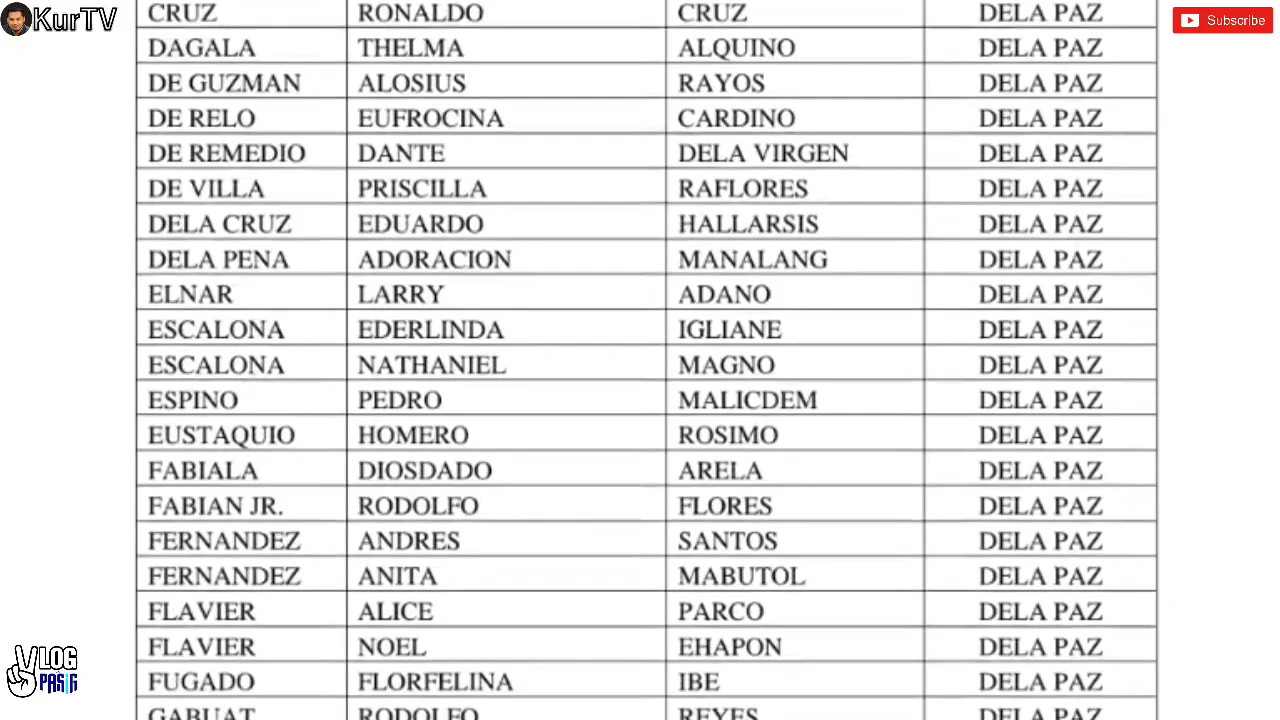 KurTV
Subscribe
CRUZ RONALDO CRUZ DELA PAZ
DAGALA THELMA ALQUINO DELA PAZ
DE GUZMAN ALOSIUS RAYOS DELA PAZ
DE RELO EUFROCINA CARDINO DELA PAZ
DE REMEDIO DANTE DELA VIRGEN DELA PAZ
DE VILLA PRISCILLA RAFLORES DELA PAZ
DELA CRUZ EDUARDO HALLARSIS DELA PAZ
DELA PENA ADORACION MANALANG DELA PAZ
ELNAR LARRY ADANO DELA PAZ
ESCALONA EDERLINDA IGLIANE DELA PAZ
ESCALONA NATHANIEL MAGNO DELA PAZ
ESPINO PEDRO MALICDEM DELA PAZ
EUSTAQUIO HOMERO ROSIMO DELA PAZ
FABIALA DIOSDADO ARELA DELA PAZ
FABIAN JR. RODOLFO FLORES DELA PAZ
FERNANDEZ ANDRES SANTOS DELA PAZ
FERNANDEZ ANITA MABUTOL DELA PAZ
FLAVIER ALICE PARCO DELA PAZ
FLAVIER NOEL EHAPON DELA PAZ
FUGADO FLORFELINA IBE DELA PAZ
GABUAT RODOLFO REYES DELA PAZ
VLOG
PASIG